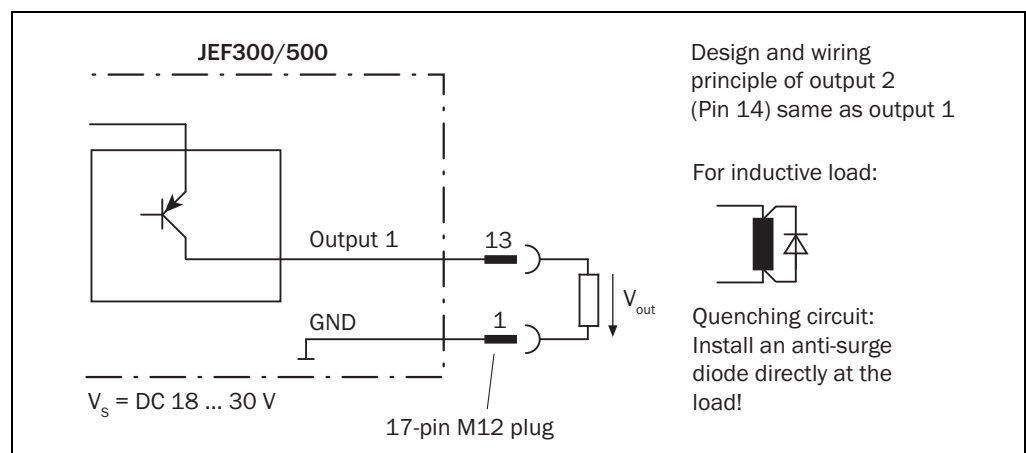 JEF300/500
Output 1
13
GND
1
V_out
V_S = DC 18 ... 30 V
17-pin M12 plug
Design and wiring
principle of output 2
(Pin 14) same as output 1
For inductive load:
Quenching circuit:
Install an anti-surge
diode directly at the
load!